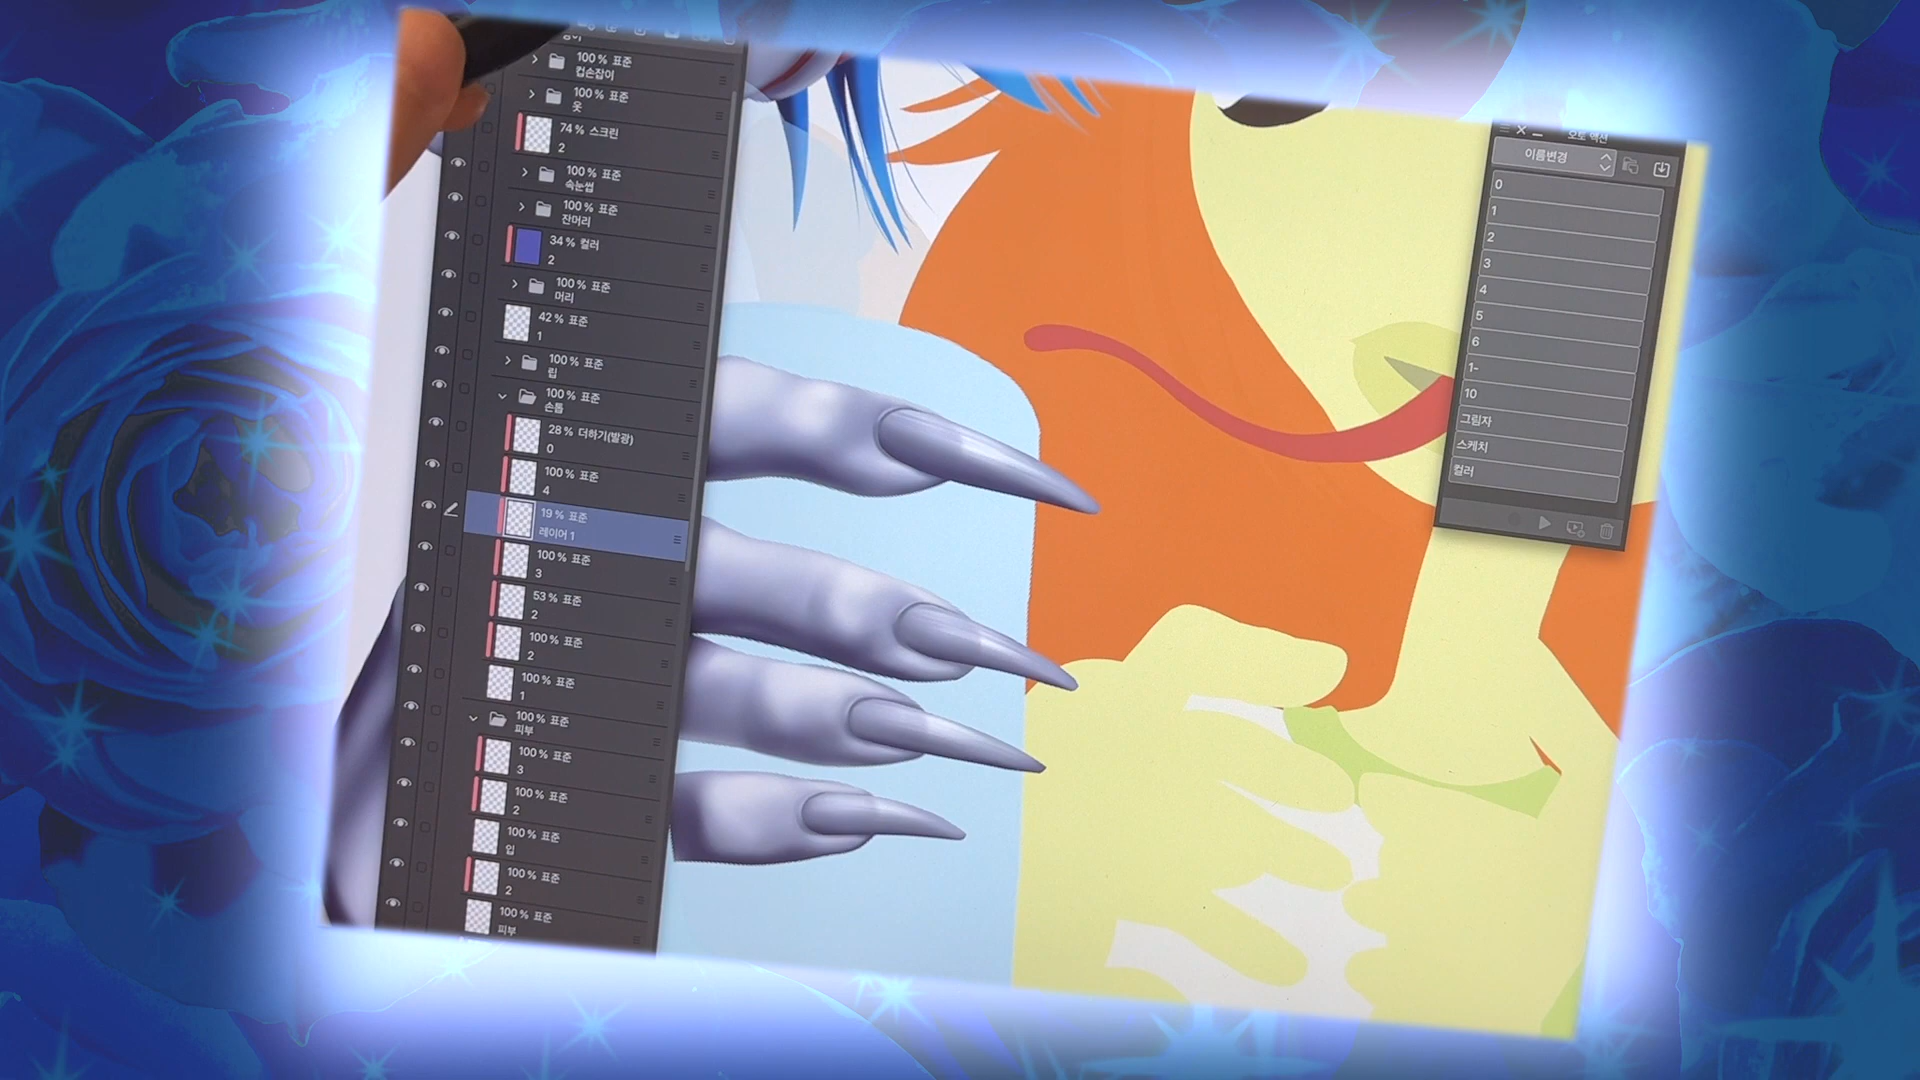 100 % 표준
컵손잡이
100 % 표준
옷
74 % 스크린
2
100 % 표준
속눈썹
100 % 표준
잔머리
34 % 컬러
2
100 % 표준
머리
42 % 표준
1
100 % 표준
립
100 % 표준
손톱
28 % 더하기(발광)
0
100 % 표준
4
19 % 표준
레이어 1
100 % 표준
3
53 % 표준
2
100 % 표준
2
100 % 표준
1
100 % 표준
피부
100 % 표준
3
100 % 표준
2
100 % 표준
입
100 % 표준
2
100 % 표준
피부
오토 액션
이름변경
0
1
2
3
4
5
6
1-
10
그림자
스케치
컬러